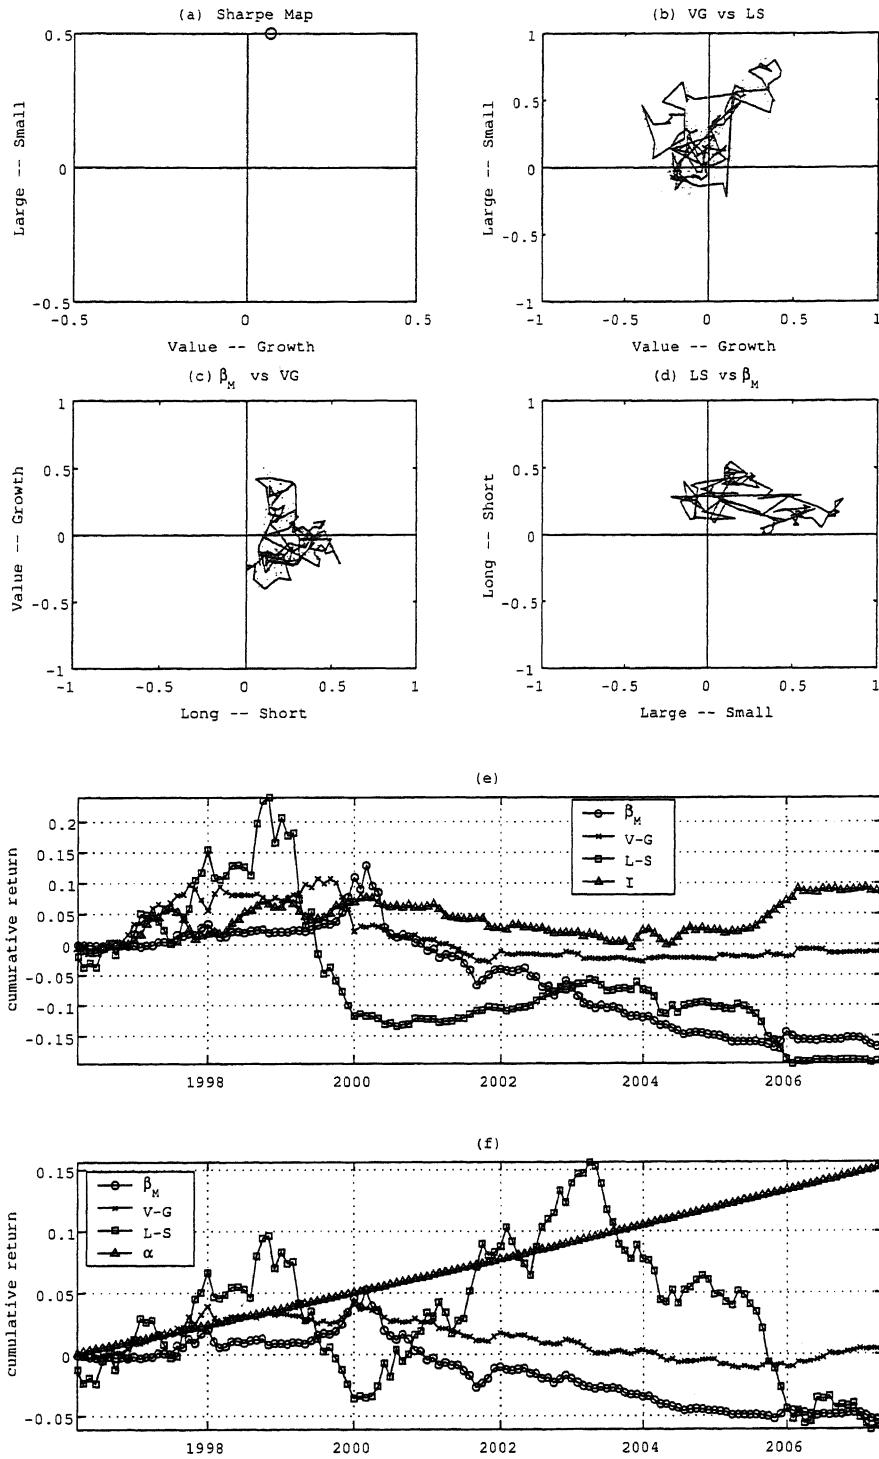 (a) Sharpe Map
0.5
0
-0.5
Large -- Small
-0.5
0
0.5
Value -- Growth
(b) VG vs LS
1
0.5
0
-0.5
-1
Large -- Small
-1
-0.5
0
0.5
1
Value -- Growth
(c) βM vs VG
1
0.5
0
-0.5
-1
Value -- Growth
-1
-0.5
0
0.5
1
Long -- Short
(d) LS vs βM
1
0.5
0
-0.5
-1
Long -- Short
-1
-0.5
0
0.5
1
Large -- Small
(e)
0.2
0.15
0.1
0.05
0
-0.05
-0.1
-0.15
cumurative return
βM
V-G
L-S
I
1998
2000
2002
2004
2006
(f)
0.15
0.1
0.05
0
-0.05
cumulative return
βM
V-G
L-S
α
1998
2000
2002
2004
2006